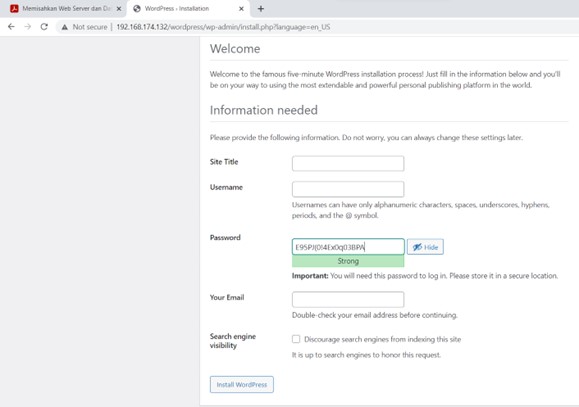 Memisahkan Web Server dan Da
WordPress › Installation
Not secure | 192.168.174.132/wordpress/wp-admin/install.php?language=en_US
Welcome
Welcome to the famous five-minute WordPress installation process! Just fill in the information below and you'll
be on your way to using the most extendable and powerful personal publishing platform in the world.
Information needed
Please provide the following information. Do not worry, you can always change these settings later.
Site Title
Username
Usernames can have only alphanumeric characters, spaces, underscores, hyphens,
periods, and the @ symbol.
Password
Hide
Strong
Important: You will need this password to log in. Please store it in a secure location.
Your Email
Double-check your email address before continuing.
Search engine
visibility
Discourage search engines from indexing this site
It is up to search engines to honor this request.
Install WordPress